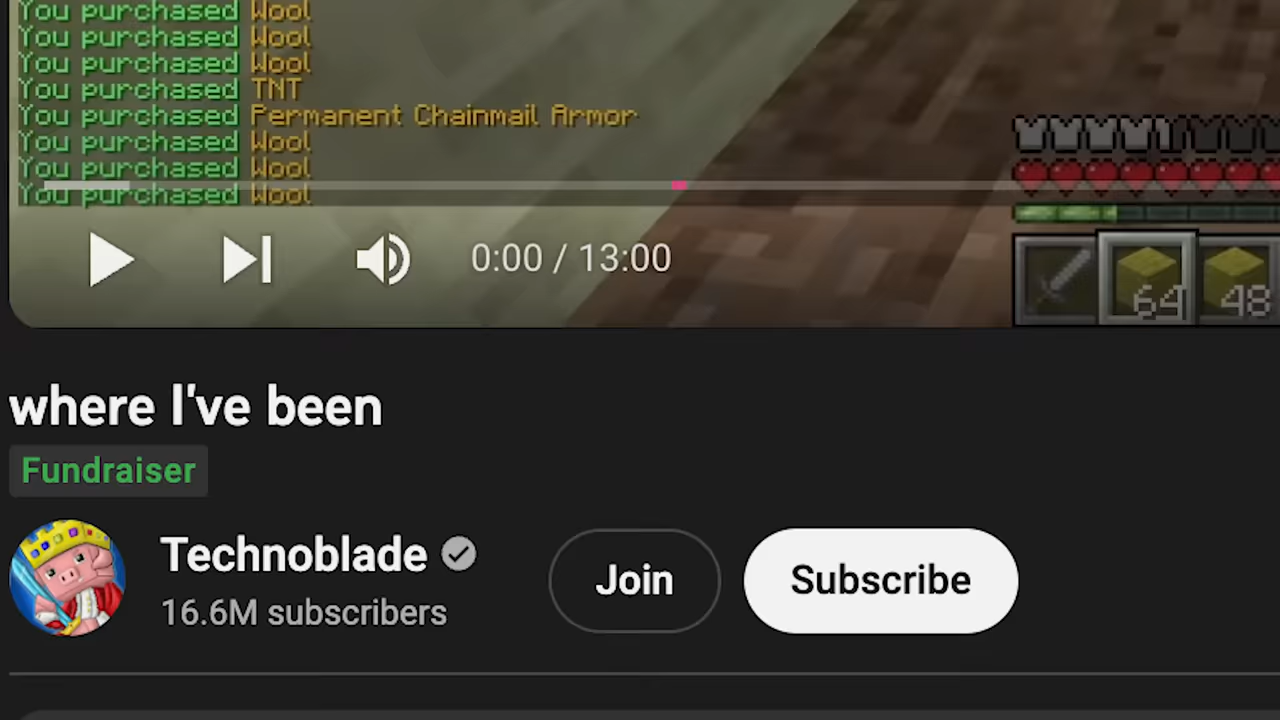 You purchased Wool
You purchased Wool
You purchased Wool
You purchased TNT
You purchased Permanent Chainmail Armor
You purchased Wool
You purchased Wool
You purchased Wool
0:00 / 13:00
64
48
where I've been
Fundraiser
Technoblade
16.6M subscribers
Join
Subscribe